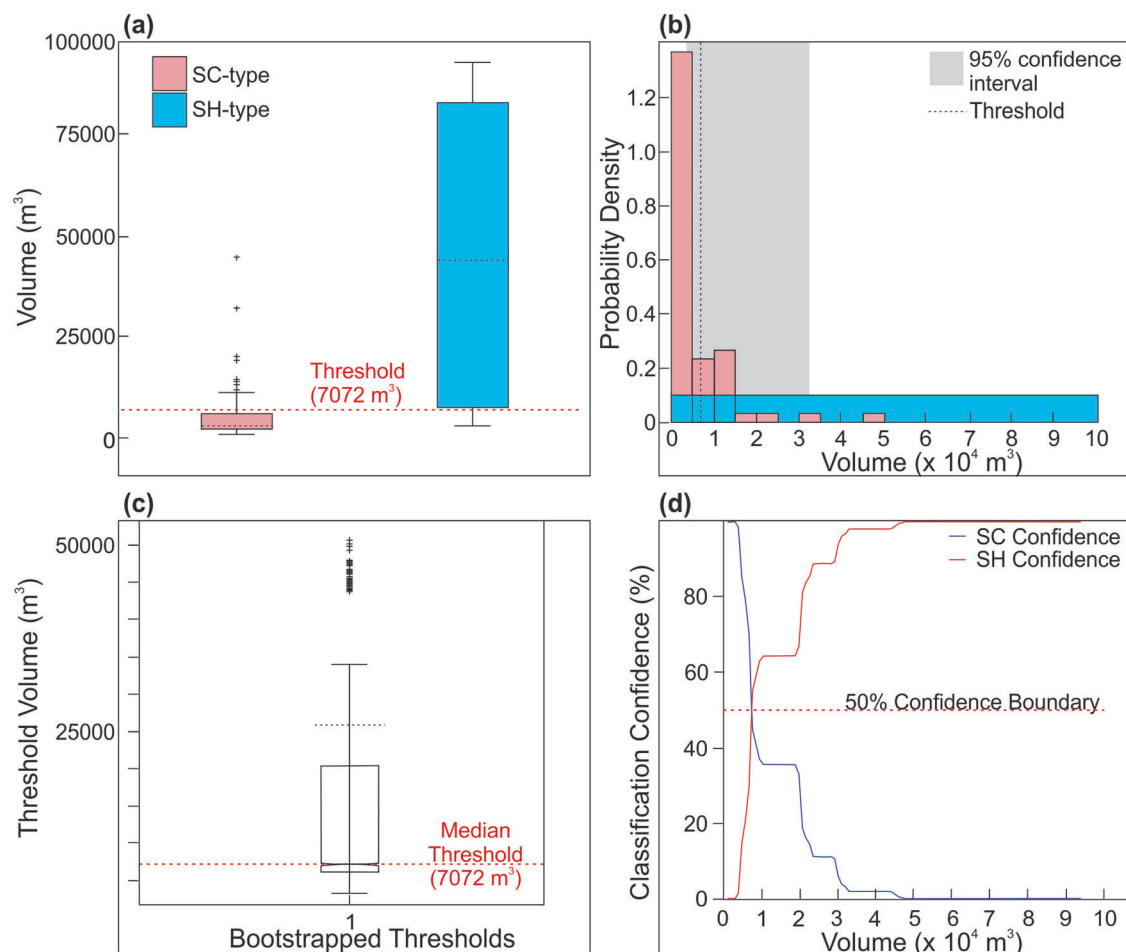 (a)
100000
75000
50000
25000
0
Volume (m³)
SC-type
SH-type
Threshold
(7072 m³)
(b)
1.2
1.0
0.8
0.6
0.4
0.2
0
Probability Density
95% confidence
interval
Threshold
0 1 2 3 4 5 6 7 8 9 10
Volume (x 10⁴ m³)
(c)
50000
25000
Threshold Volume (m³)
Median
Threshold
(7072 m³)
1
Bootstrapped Thresholds
(d)
80
60
40
20
0
Classification Confidence (%)
SC Confidence
SH Confidence
50% Confidence Boundary
0 1 2 3 4 5 6 7 8 9 10
Volume (x 10⁴ m³)